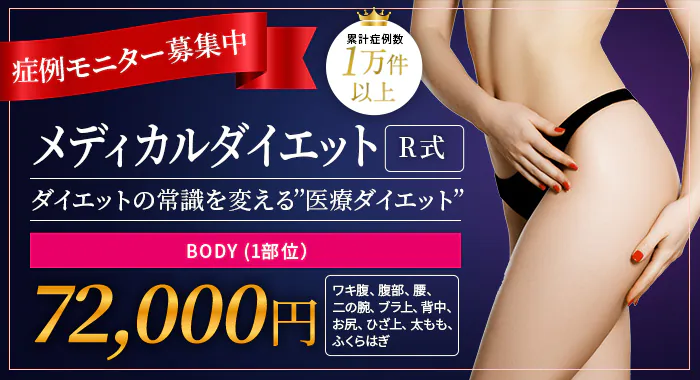 症例モニター募集中
累計症例数
1万件
以上
メディカルダイエット R式
ダイエットの常識を変える”医療ダイエット”
BODY (1部位)
72,000円
ワキ腹、腹部、腰、
二の腕、ブラ上、背中、
お尻、ひざ上、太もも、
ふくらはぎ